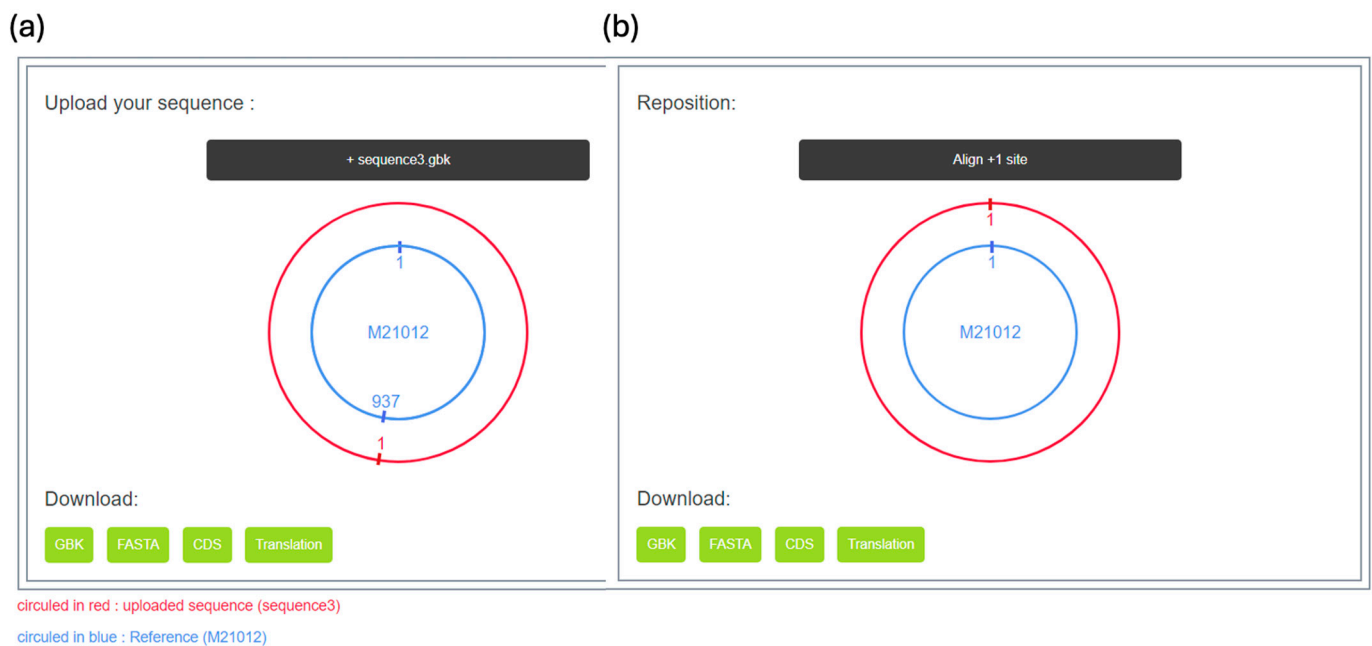 (a)
Upload your sequence :
+ sequence3.gbk
1
M21012
937
1
Download:
GBK FASTA CDS Translation
(b)
Reposition:
Align +1 site
1
1
M21012
Download:
GBK FASTA CDS Translation
circuled in red : uploaded sequence (sequence3)
circuled in blue : Reference (M21012)